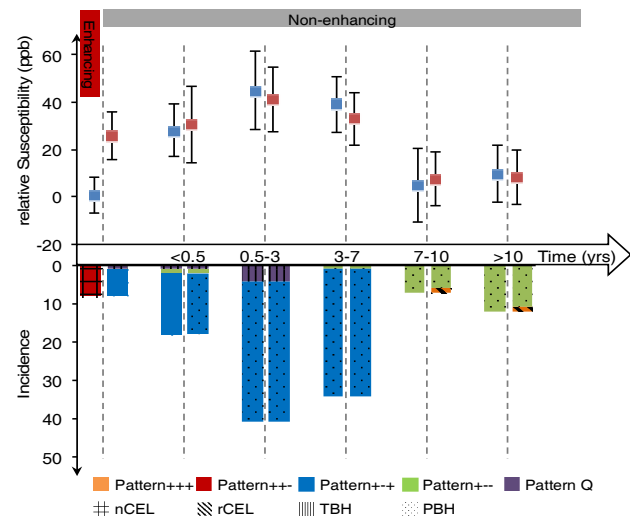 Enhancing
Non-enhancing
relative Susceptibility (ppb)
60
40
20
0
-20
<0.5 0.5-3 3-7 7-10 >10 Time (yrs)
Incidence
0
10
20
30
40
50
Pattern+++ Pattern++- Pattern+-+ Pattern+-- Pattern Q
nCEL rCEL TBH PBH